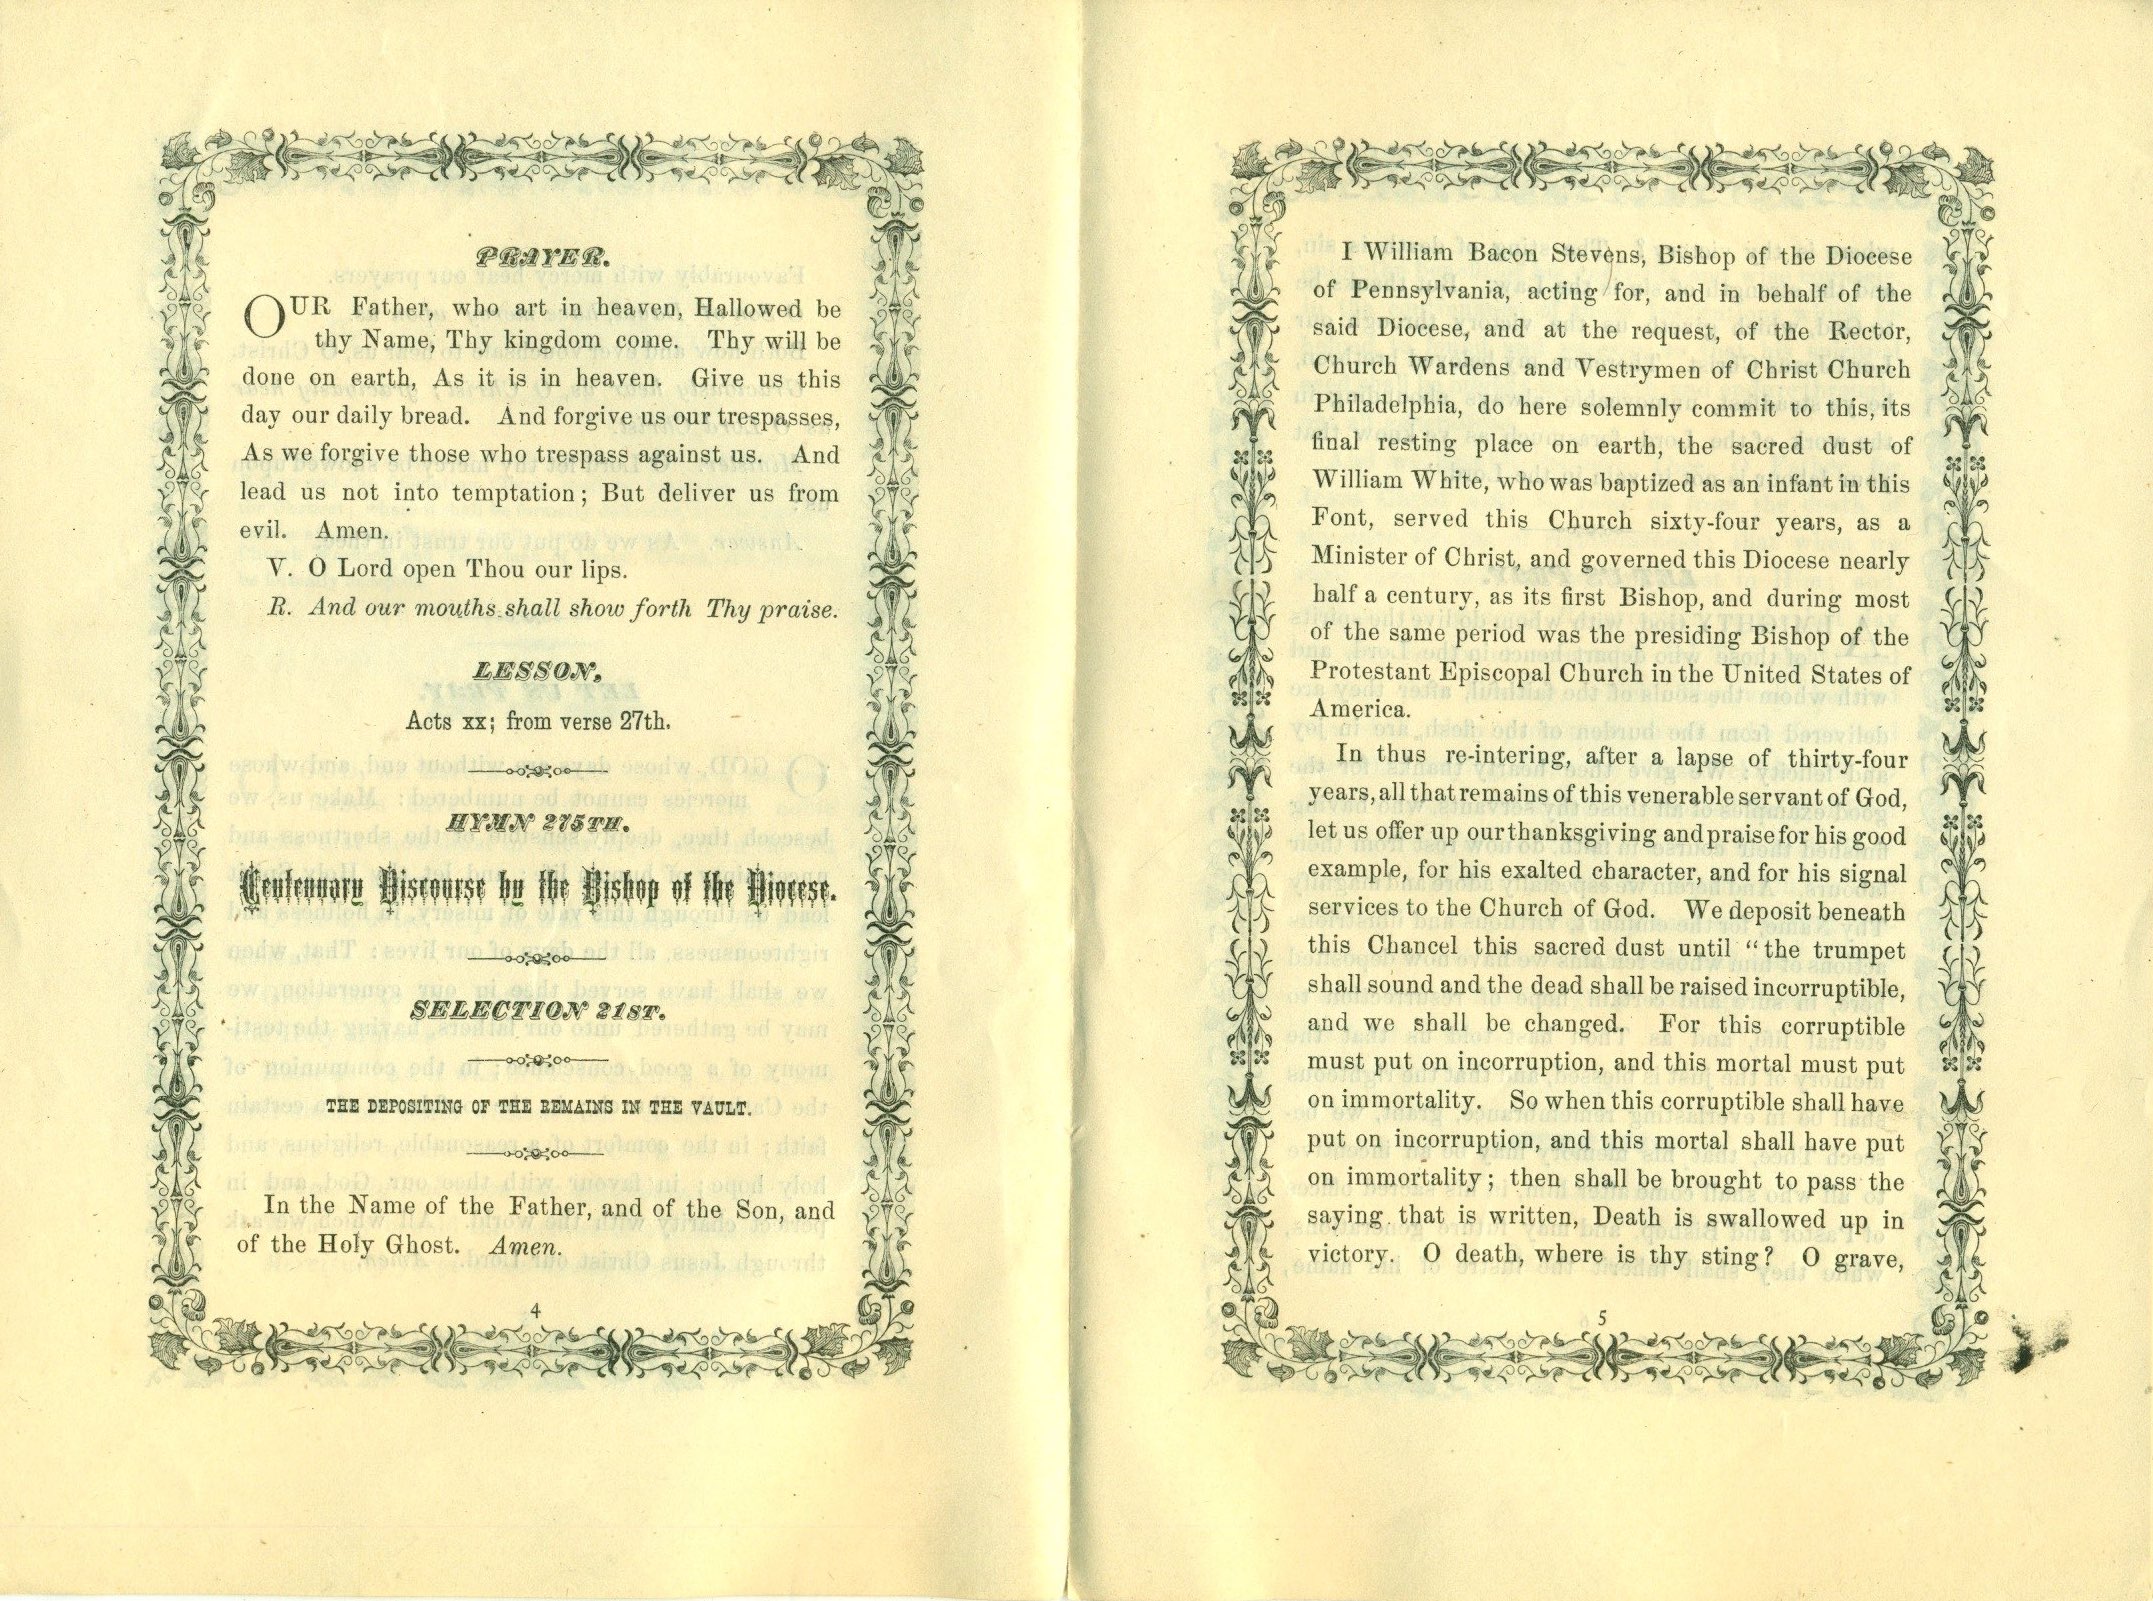 PRAYER.
OUR Father, who art in heaven, Hallowed be
thy Name, Thy kingdom come. Thy will be
done on earth, As it is in heaven. Give us this
day our daily bread. And forgive us our trespasses,
As we forgive those who trespass against us. And
lead us not into temptation; But deliver us from
evil. Amen.
V. O Lord open Thou our lips.
R. And our mouths shall show forth Thy praise.
LESSON,
Acts xx; from verse 27th.
HYMN 275TH.
Centennary Discourse by the Bishop of the Diocese.
SELECTION 21ST.
THE DEPOSITING OF THE REMAINS IN THE VAULT.
In the Name of the Father, and of the Son, and
of the Holy Ghost. Amen.
4
I William Bacon Stevens, Bishop of the Diocese
of Pennsylvania, acting for, and in behalf of the
said Diocese, and at the request, of the Rector,
Church Wardens and Vestrymen of Christ Church
Philadelphia, do here solemnly commit to this, its
final resting place on earth, the sacred dust of
William White, who was baptized as an infant in this
Font, served this Church sixty-four years, as a
Minister of Christ, and governed this Diocese nearly
half a century, as its first Bishop, and during most
of the same period was the presiding Bishop of the
Protestant Episcopal Church in the United States of
America.
In thus re-intering, after a lapse of thirty-four
years, all that remains of this venerable servant of God,
let us offer up our thanksgiving and praise for his good
example, for his exalted character, and for his signal
services to the Church of God. We deposit beneath
this Chancel this sacred dust until "the trumpet
shall sound and the dead shall be raised incorruptible,
and we shall be changed. For this corruptible
must put on incorruption, and this mortal must put
on immortality. So when this corruptible shall have
put on incorruption, and this mortal shall have put
on immortality; then shall be brought to pass the
saying that is written, Death is swallowed up in
victory. O death, where is thy sting? O grave,
5